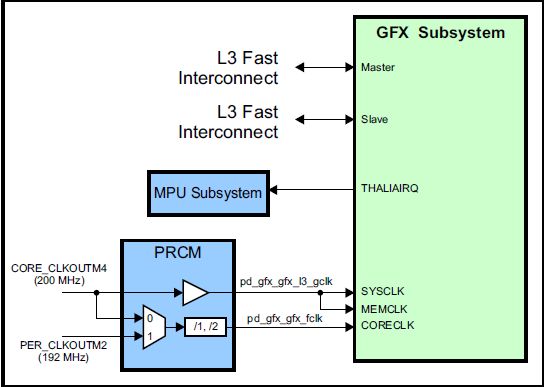 GFX Subsystem
L3 Fast
Interconnect
Master
L3 Fast
Interconnect
Slave
MPU Subsystem
THALIAIRQ
PRCM
CORE_CLKOUTM4
(200 MHz)
pd_gfx_gfx_l3_gclk
SYSCLK
MEMCLK
0
1
/1, /2
pd_gfx_gfx_fclk
CORECLK
PER_CLKOUTM2
(192 MHz)